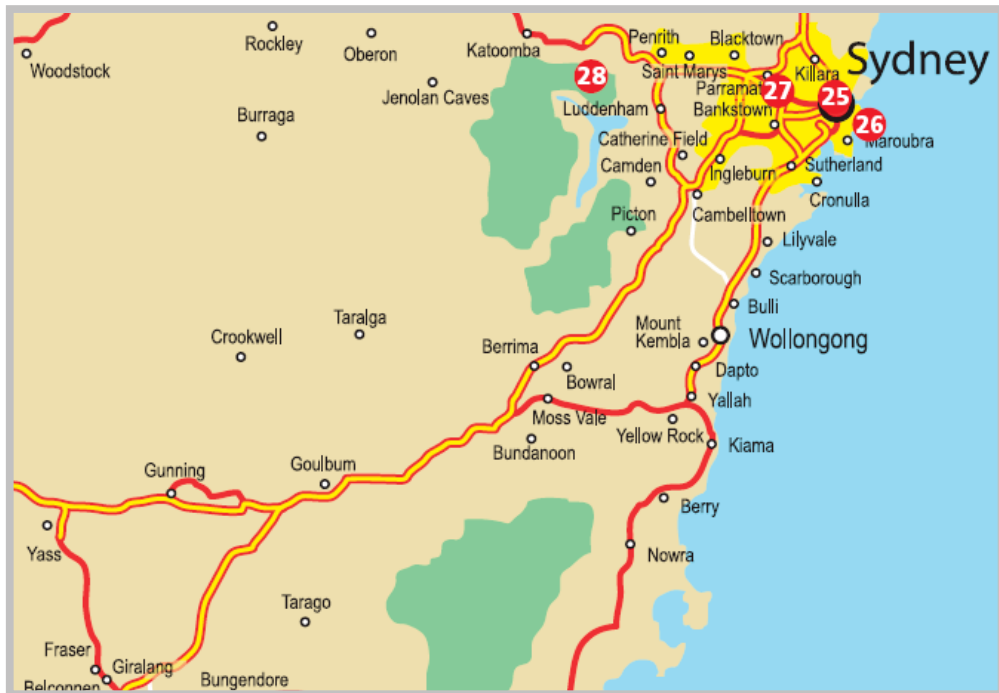 Rockley
Oberon
Katoomba
Penrith
Blacktown
Sydney
Woodstock
Saint Marys
Killara
28
Jenolan Caves
Parramat
27
25
Luddenham
Bankstown
26
Burraga
Catherine Field
Maroubra
Camden
Ingleburn
Sutherland
Cronulla
Picton
Cambelltown
Lilyvale
Scarborough
Bulli
Taralga
Mount
Kembla
Wollongong
Crookwell
Berrima
Bowral
Dapto
Yallah
Moss Vale
Yellow Rock
Bundanoon
Kiama
Gunning
Goulbum
Berry
Yass
Nowra
Tarago
Fraser
Giralang
Belconnen
Bungendore